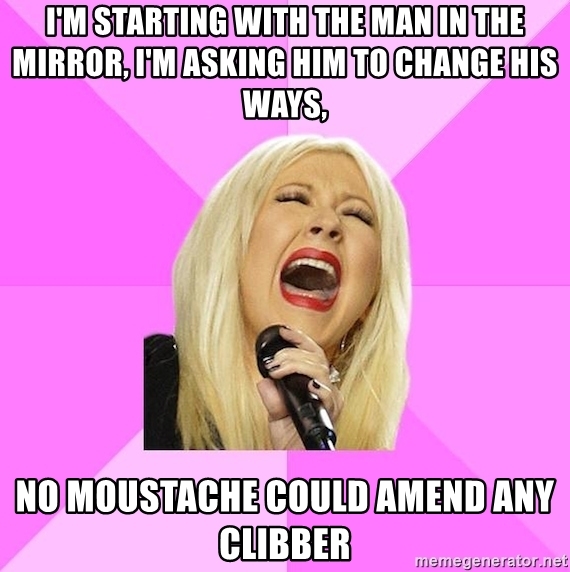 I'M STARTING WITH THE MAN IN THE
MIRROR, I'M ASKING HIM TO CHANGE HIS
WAYS,
NO MOUSTACHE COULD AMEND ANY
CLIBBER
memegenerator.net